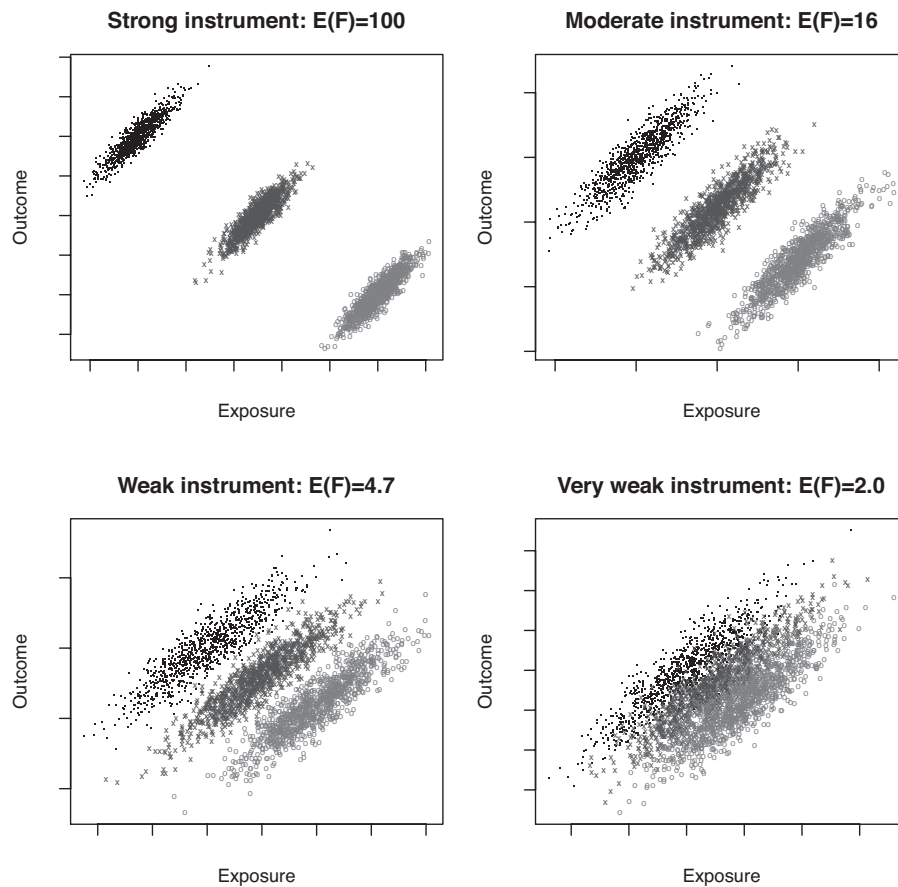 Strong instrument: E(F)=100
Moderate instrument: E(F)=16
Outcome
Outcome
Exposure
Exposure
Weak instrument: E(F)=4.7
Very weak instrument: E(F)=2.0
Outcome
Outcome
Exposure
Exposure